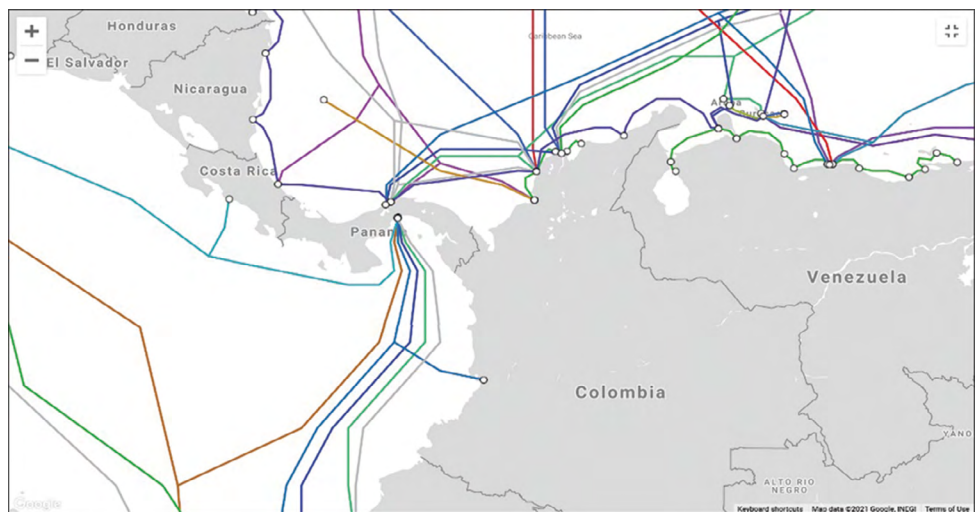 Honduras
Caribbean Sea
El Salvador
Nicaragua
Costa Rica
Panam
Venezuela
Colombia
YANO
ALTO RIO
NEGRO
Google
Keyboard shortcuts Map data ©2021 Google, INEGI Terms of Use